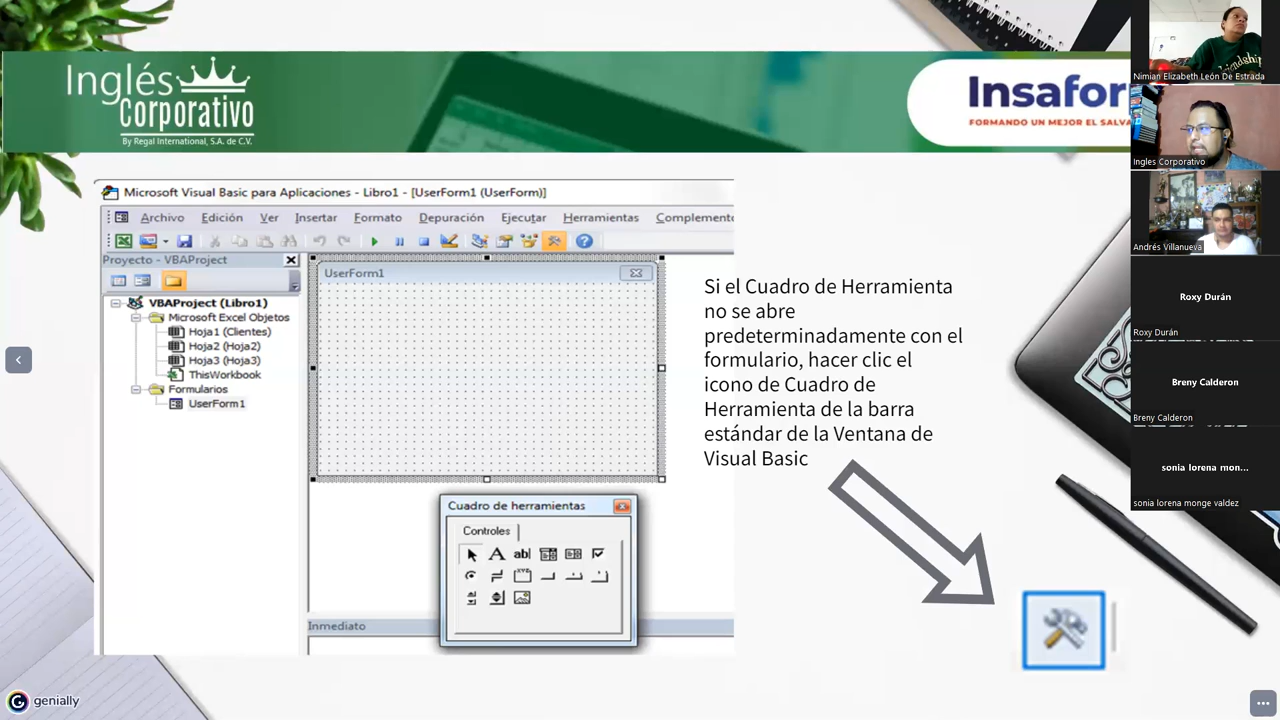 Inglés
Corporativo
By Regal International, S.A. de C.V.
Insafor
FORMANDO UN MEJOR EL SALVA
Microsoft Visual Basic para Aplicaciones - Libro1 - [UserForm1 (UserForm)]
Archivo Edición Ver Insertar Formato Depuración Ejecutar Herramientas Complemento
Proyecto - VBAProject
VBAProject (Libro1)
Microsoft Excel Objetos
Hoja1 (Clientes)
Hoja2 (Hoja2)
Hoja3 (Hoja3)
ThisWorkbook
Formularios
UserForm1
UserForm1
Cuadro de herramientas
Controles
A ab|
Inmediato
Si el Cuadro de Herramienta
no se abre
predeterminadamente con el
formulario, hacer clic el
icono de Cuadro de
Herramienta de la barra
estándar de la Ventana de
Visual Basic
genially
Nimian Elizabeth León De Estrada
Ingles Corporativo
Andrés Villanueva
Roxy Durán
Roxy Durán
Breny Calderon
Breny Calderon
sonia lorena mon...
sonia lorena monge valdez